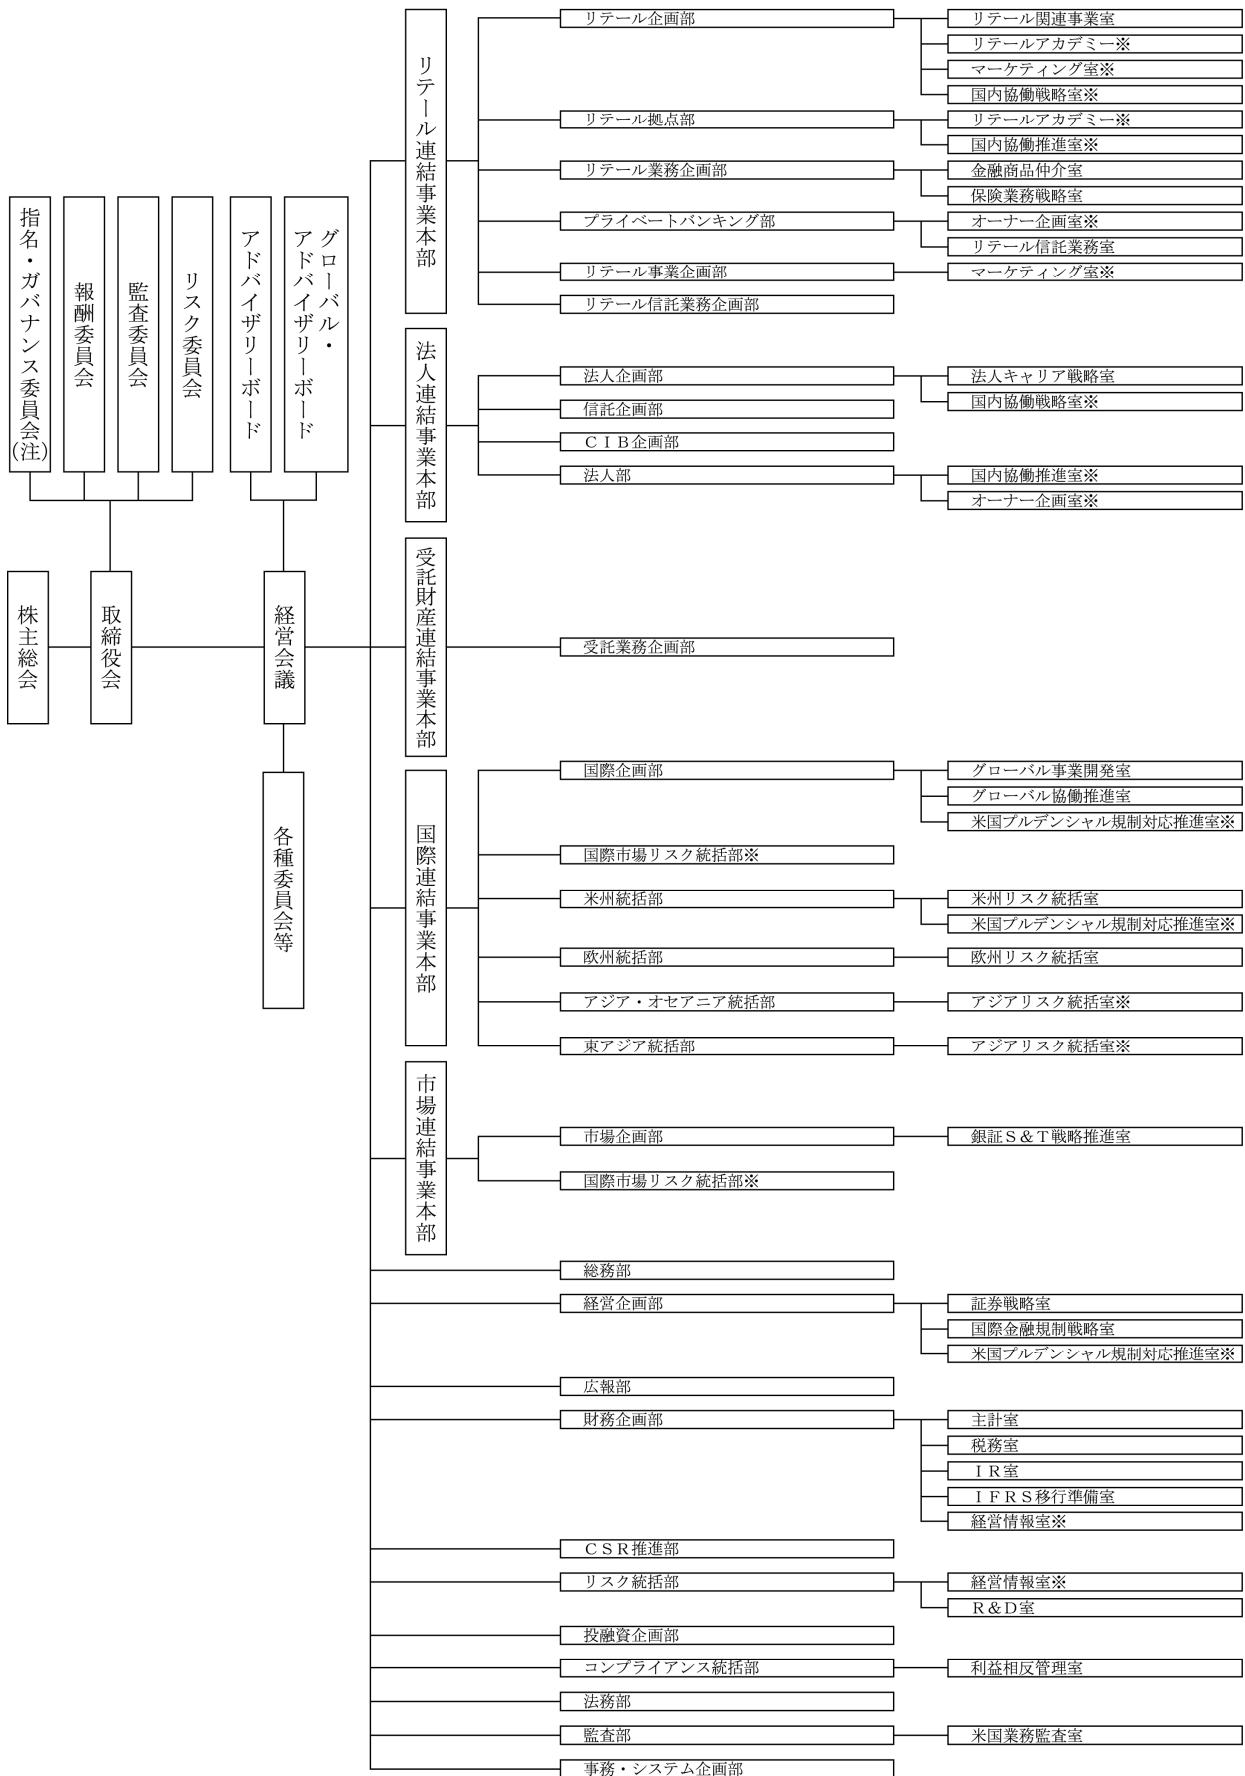 指名・ガバナンス委員会(注)
報酬委員会
監査委員会
リスク委員会
アドバイザリーボード
グローバル・
アドバイザリーボード
株主総会
取締役会
経営会議
各種委員会等
リテール連結事業本部
リテール企画部
リテール関連事業室
リテールアカデミー※
マーケティング室※
国内協働戦略室※
リテール拠点部
リテールアカデミー※
国内協働推進室※
リテール業務企画部
金融商品仲介室
保険業務戦略室
プライベートバンキング部
オーナー企画室※
リテール信託業務室
リテール事業企画部
マーケティング室※
リテール信託業務企画部
法人連結事業本部
法人企画部
法人キャリア戦略室
国内協働戦略室※
信託企画部
ＣＩＢ企画部
法人部
国内協働推進室※
オーナー企画室※
受託財産連結事業本部
受託業務企画部
国際連結事業本部
国際企画部
グローバル事業開発室
グローバル協働推進室
米国プルデンシャル規制対応推進室※
国際市場リスク統括部※
米州統括部
米州リスク統括室
米国プルデンシャル規制対応推進室※
欧州統括部
欧州リスク統括室
アジア・オセアニア統括部
アジアリスク統括室※
東アジア統括部
アジアリスク統括室※
市場連結事業本部
市場企画部
銀証Ｓ＆Ｔ戦略推進室
国際市場リスク統括部※
総務部
経営企画部
証券戦略室
国際金融規制戦略室
米国プルデンシャル規制対応推進室※
広報部
財務企画部
主計室
税務室
ＩＲ室
ＩＦＲＳ移行準備室
経営情報室※
ＣＳＲ推進部
リスク統括部
経営情報室※
Ｒ＆Ｄ室
投融資企画部
コンプライアンス統括部
利益相反管理室
法務部
監査部
米国業務監査室
事務・システム企画部